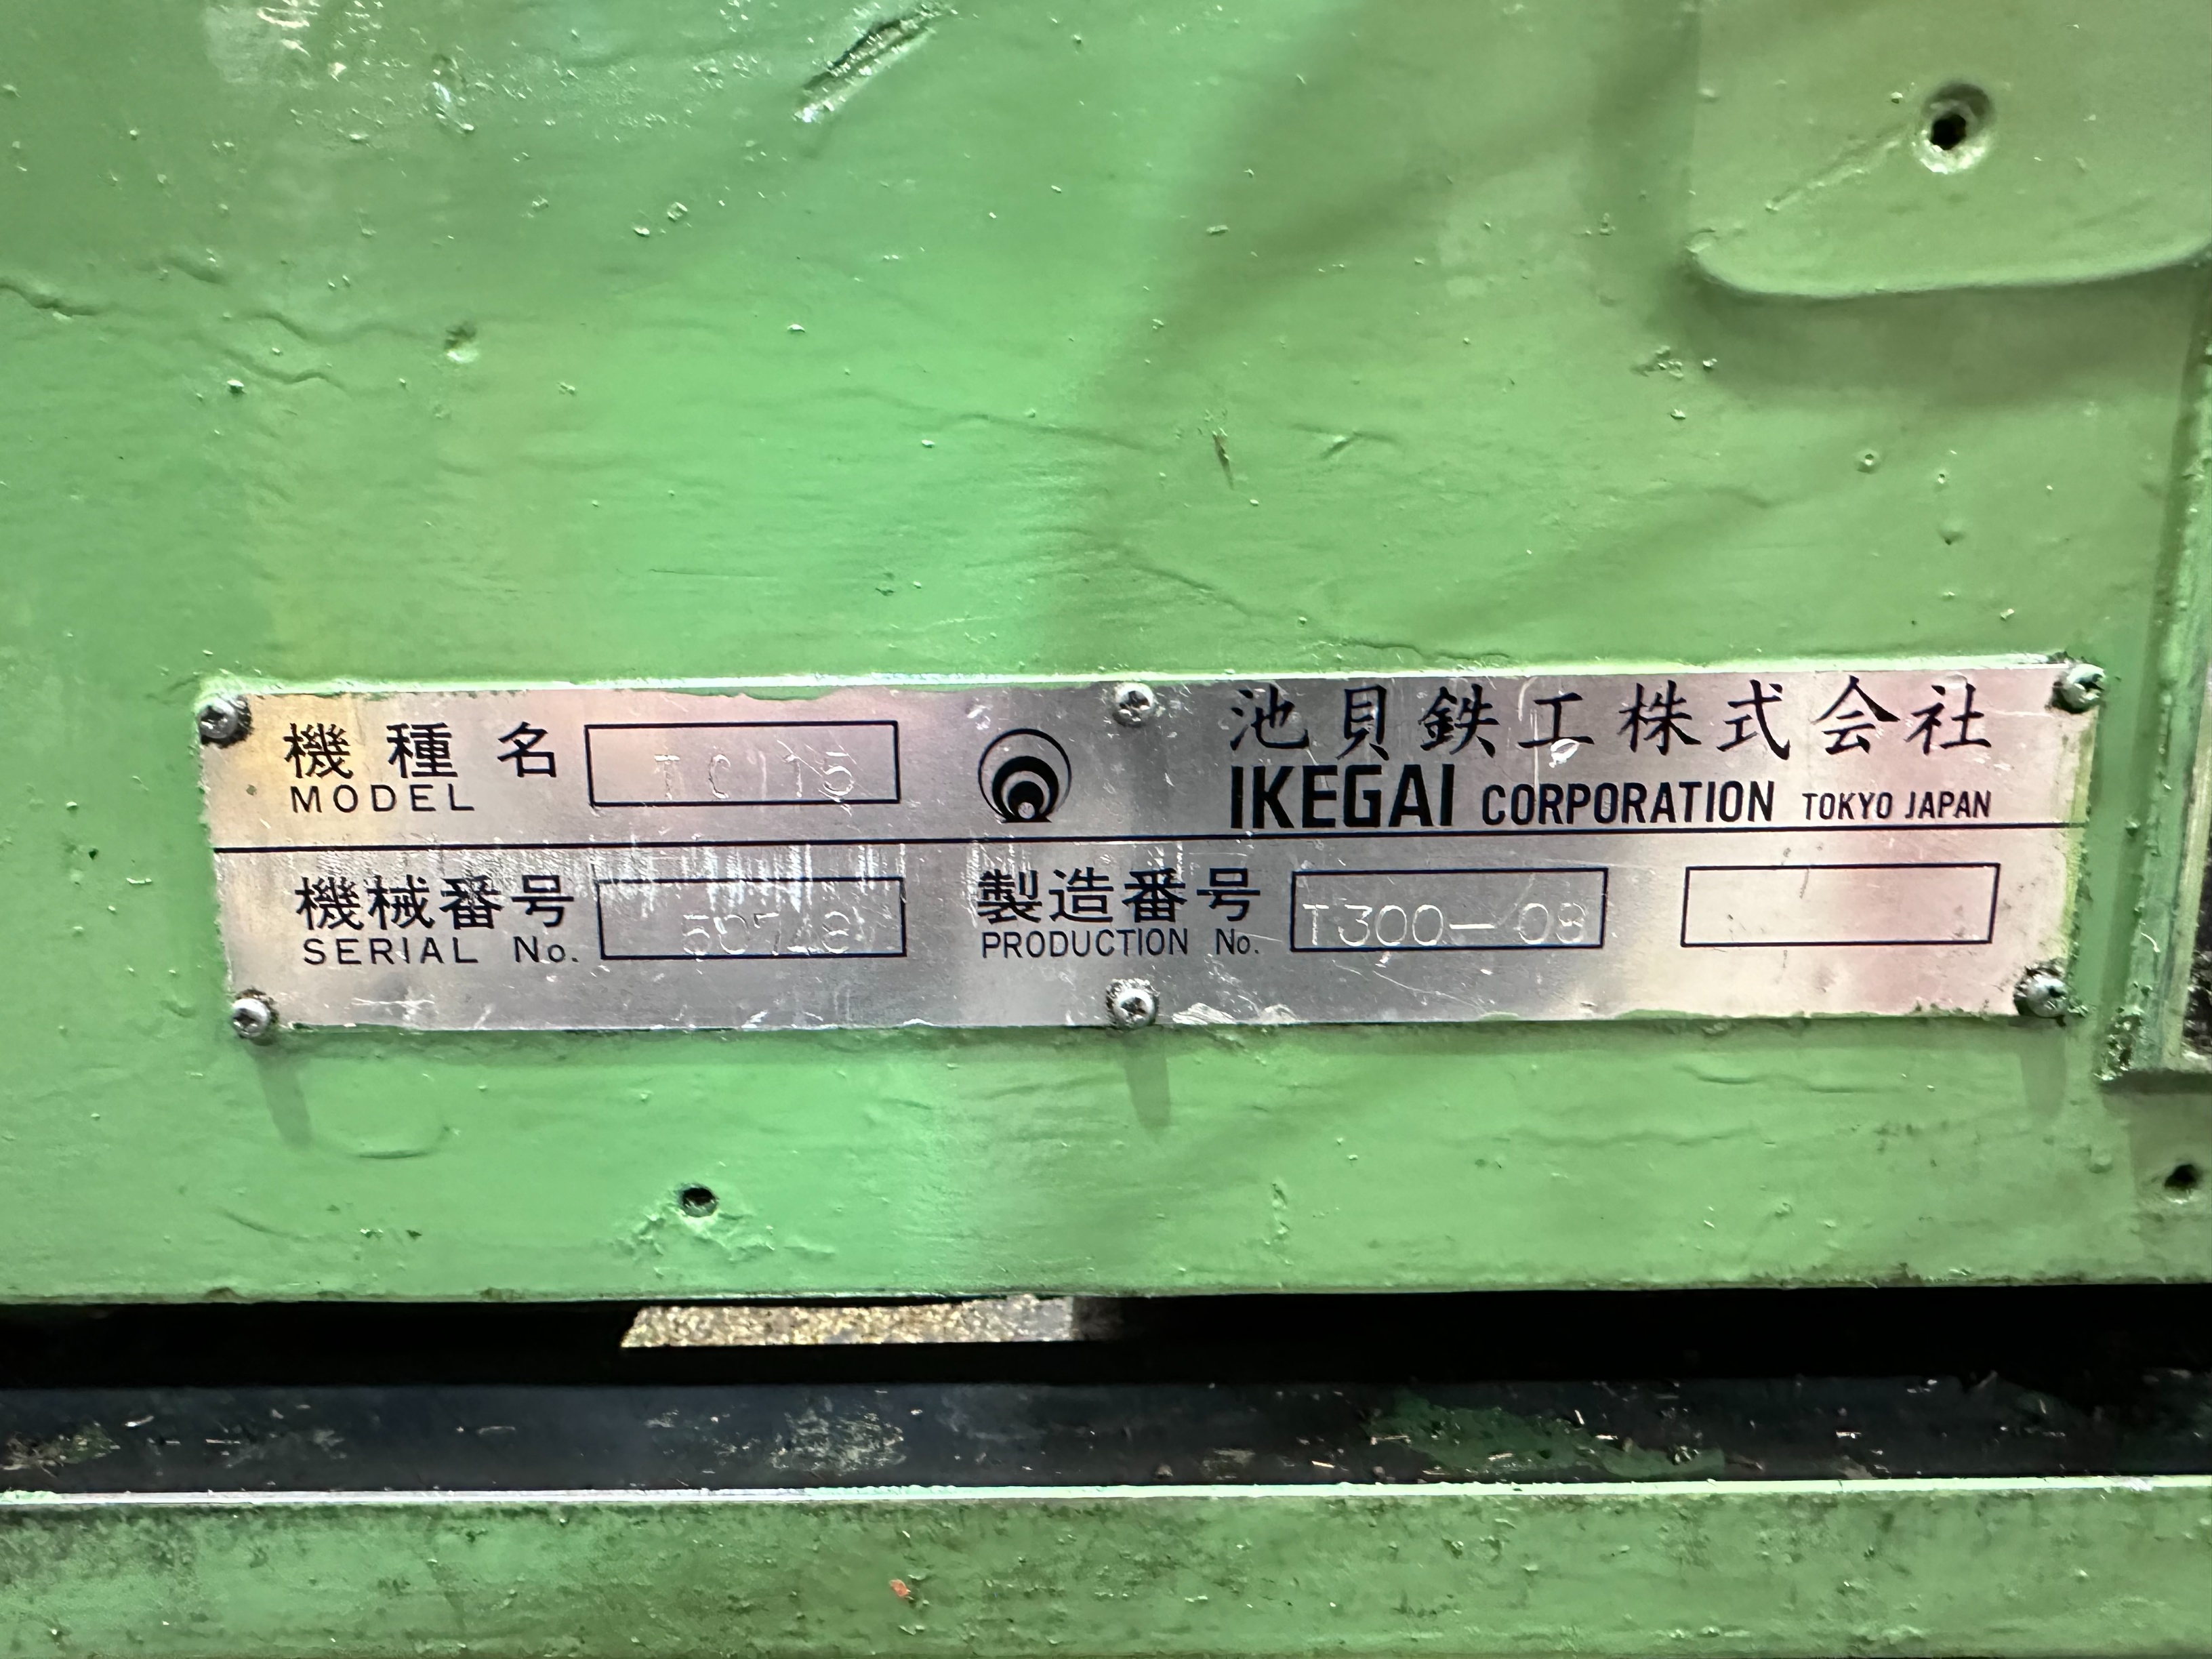 機種名
MODEL
池貝鉄工株式会社
IKEGAI CORPORATION TOKYO JAPAN
機械番号
SERIAL No.
製造番号 T300-08
PRODUCTION No.